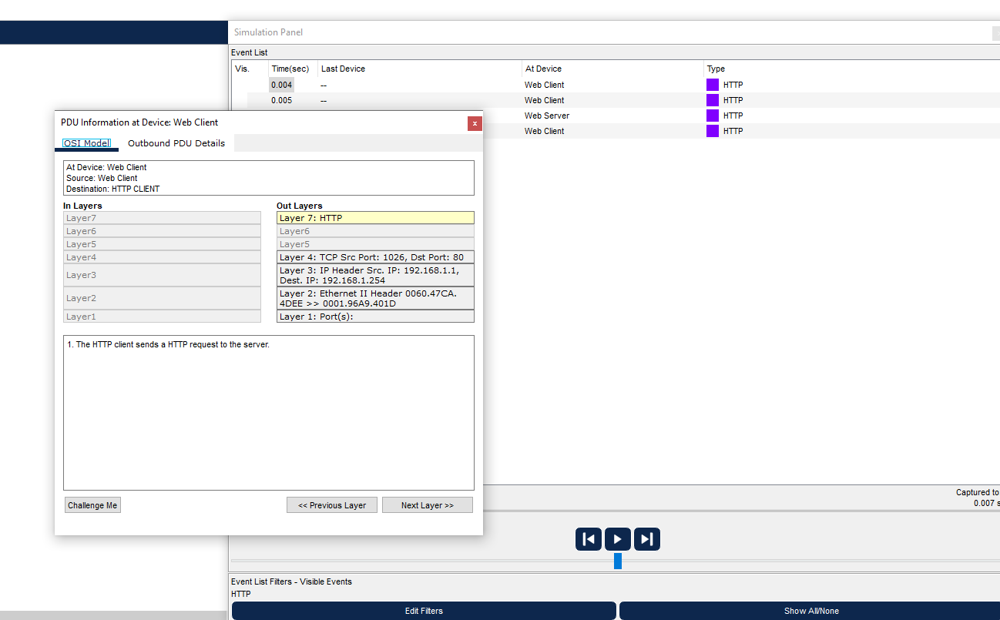 Simulation Panel
Event List
Vis. Time(sec) Last Device At Device Type
0.004 -- Web Client HTTP
0.005 -- Web Client HTTP
Web Server HTTP
Web Client HTTP
PDU Information at Device: Web Client
x
OSI Model Outbound PDU Details
At Device: Web Client
Source: Web Client
Destination: HTTP CLIENT
In Layers
Layer7
Layer6
Layer5
Layer4
Layer3
Layer2
Layer1
Out Layers
Layer 7: HTTP
Layer6
Layer5
Layer 4: TCP Src Port: 1026, Dst Port: 80
Layer 3: IP Header Src. IP: 192.168.1.1,
Dest. IP: 192.168.1.254
Layer 2: Ethernet II Header 0060.47CA.
4DEE >> 0001.96A9.401D
Layer 1: Port(s):
1. The HTTP client sends a HTTP request to the server.
Challenge Me << Previous Layer Next Layer >>
Captured to
0.007 s
Event List Filters - Visible Events
HTTP
Edit Filters Show All/None